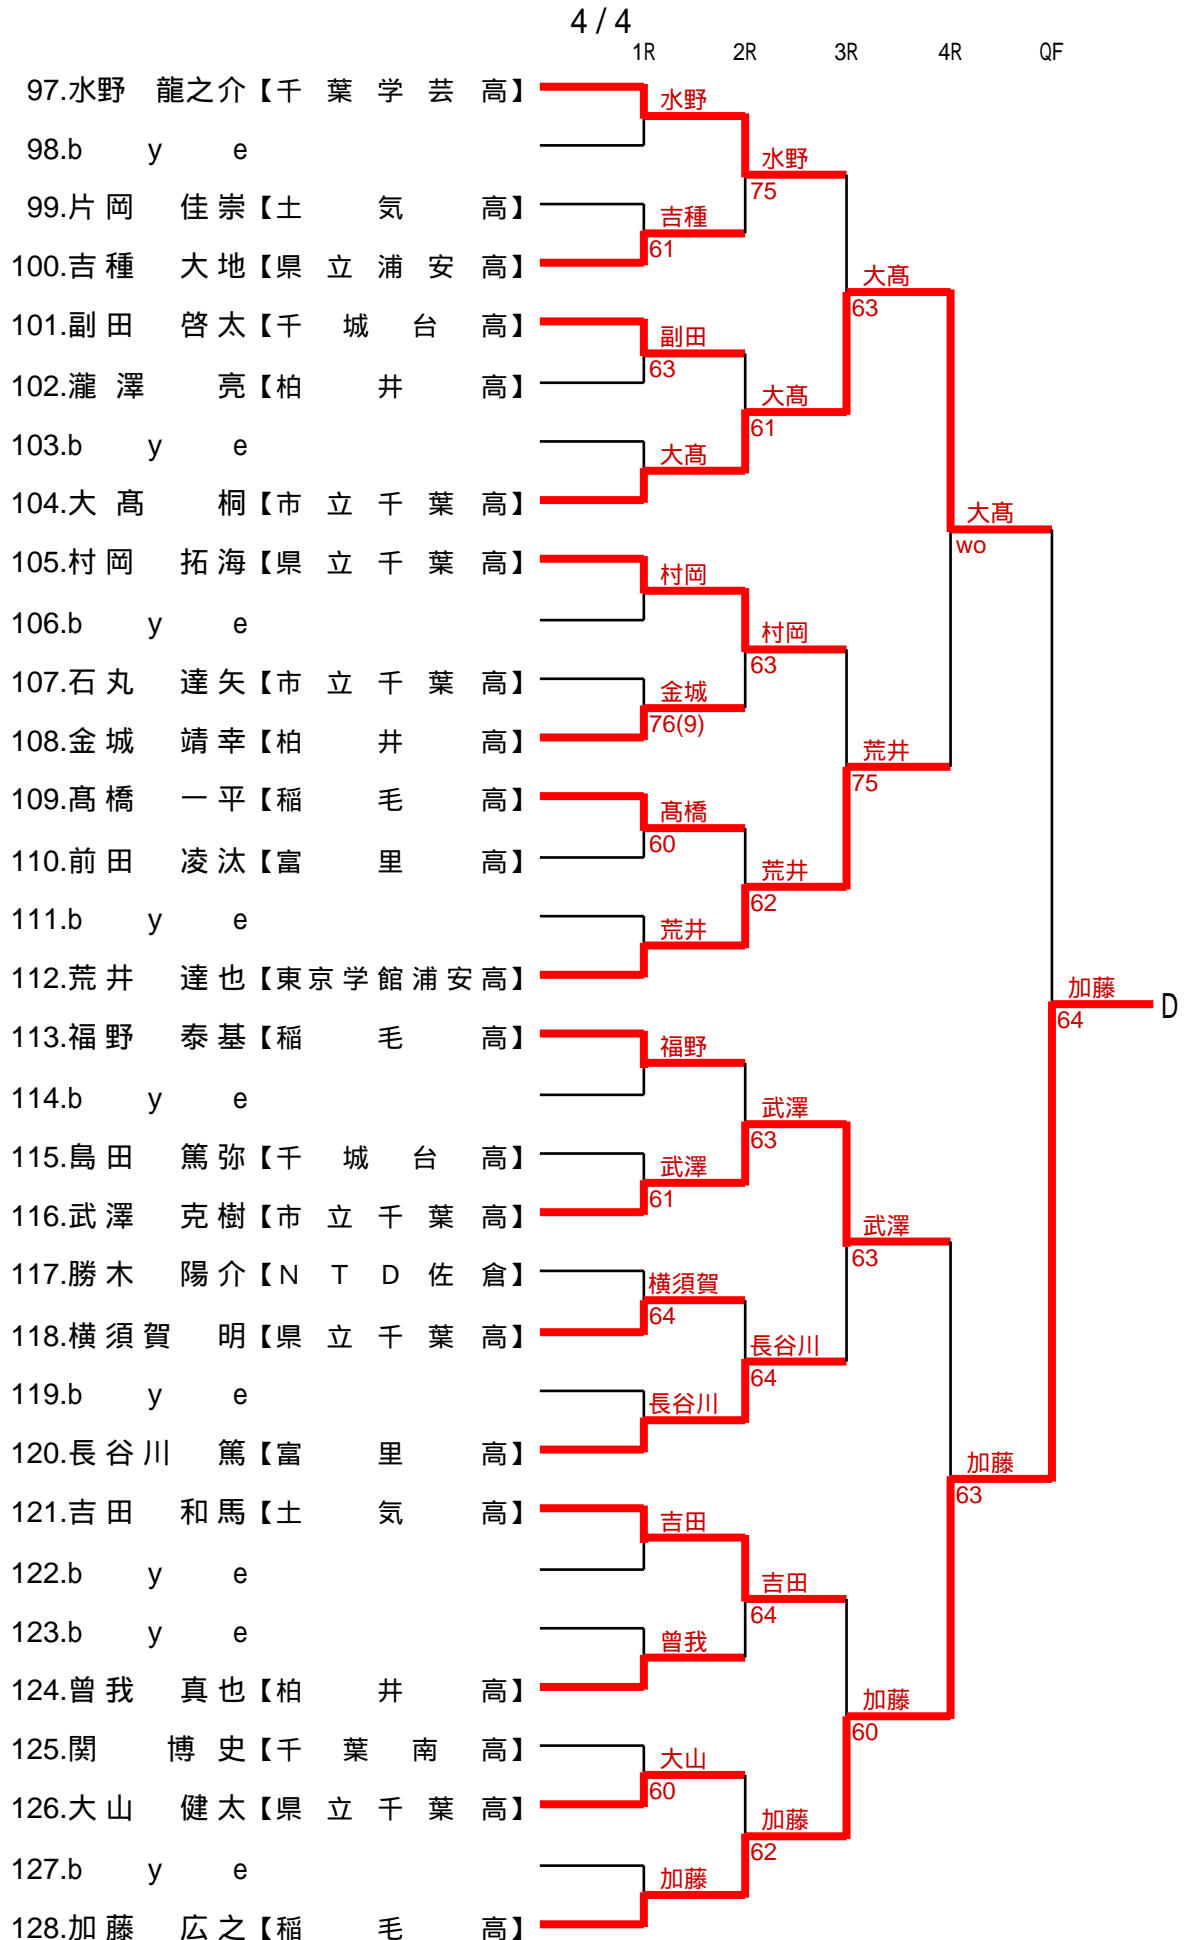 4 / 4
1R 2R 3R 4R QF
97.水野 龍之介【千葉学芸高】
水野
98.bye
水野
75
99.片岡 佳崇【土気高】
吉種
61
100.吉種 大地【県立浦安高】
大髙
63
101.副田 啓太【千城台高】
副田
63
102.瀧澤 亮【柏井高】
大髙
61
103.bye
大髙
104.大髙 桐【市立千葉高】
大髙
wo
105.村岡 拓海【県立千葉高】
村岡
106.bye
村岡
63
107.石丸 達矢【市立千葉高】
金城
76(9)
108.金城 靖幸【柏井高】
荒井
75
109.髙橋 一平【稲毛高】
髙橋
60
110.前田 凌汰【富里高】
荒井
62
111.bye
荒井
112.荒井 達也【東京学館浦安高】
加藤
64
D
113.福野 泰基【稲毛高】
福野
114.bye
武澤
63
115.島田 篤弥【千城台高】
武澤
61
116.武澤 克樹【市立千葉高】
武澤
63
117.勝木 陽介【NTD佐倉】
横須賀
64
118.横須賀 明【県立千葉高】
長谷川
64
119.bye
長谷川
120.長谷川 篤【富里高】
加藤
63
121.吉田 和馬【土気高】
吉田
122.bye
吉田
64
123.bye
曽我
124.曽我 真也【柏井高】
加藤
60
125.関 博史【千葉南高】
大山
60
126.大山 健太【県立千葉高】
加藤
62
127.bye
加藤
128.加藤 広之【稲毛高】